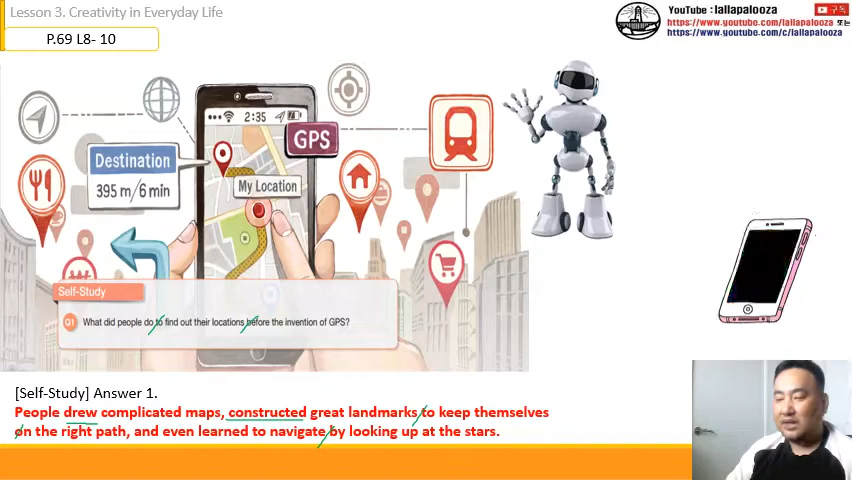 Lesson 3. Creativity in Everyday Life
P.69 L8- 10
YouTube : lallapalooza
구독
https://www.youtube.com/lallapalooza 또는
https://www.youtube.com/c/lallapalooza
2:35
GPS
Destination
395 m/6 min
My Location
Self-Study
Q1 What did people do to find out their locations before the invention of GPS?
[Self-Study] Answer 1.
People drew complicated maps, constructed great landmarks to keep themselves
on the right path, and even learned to navigate by looking up at the stars.